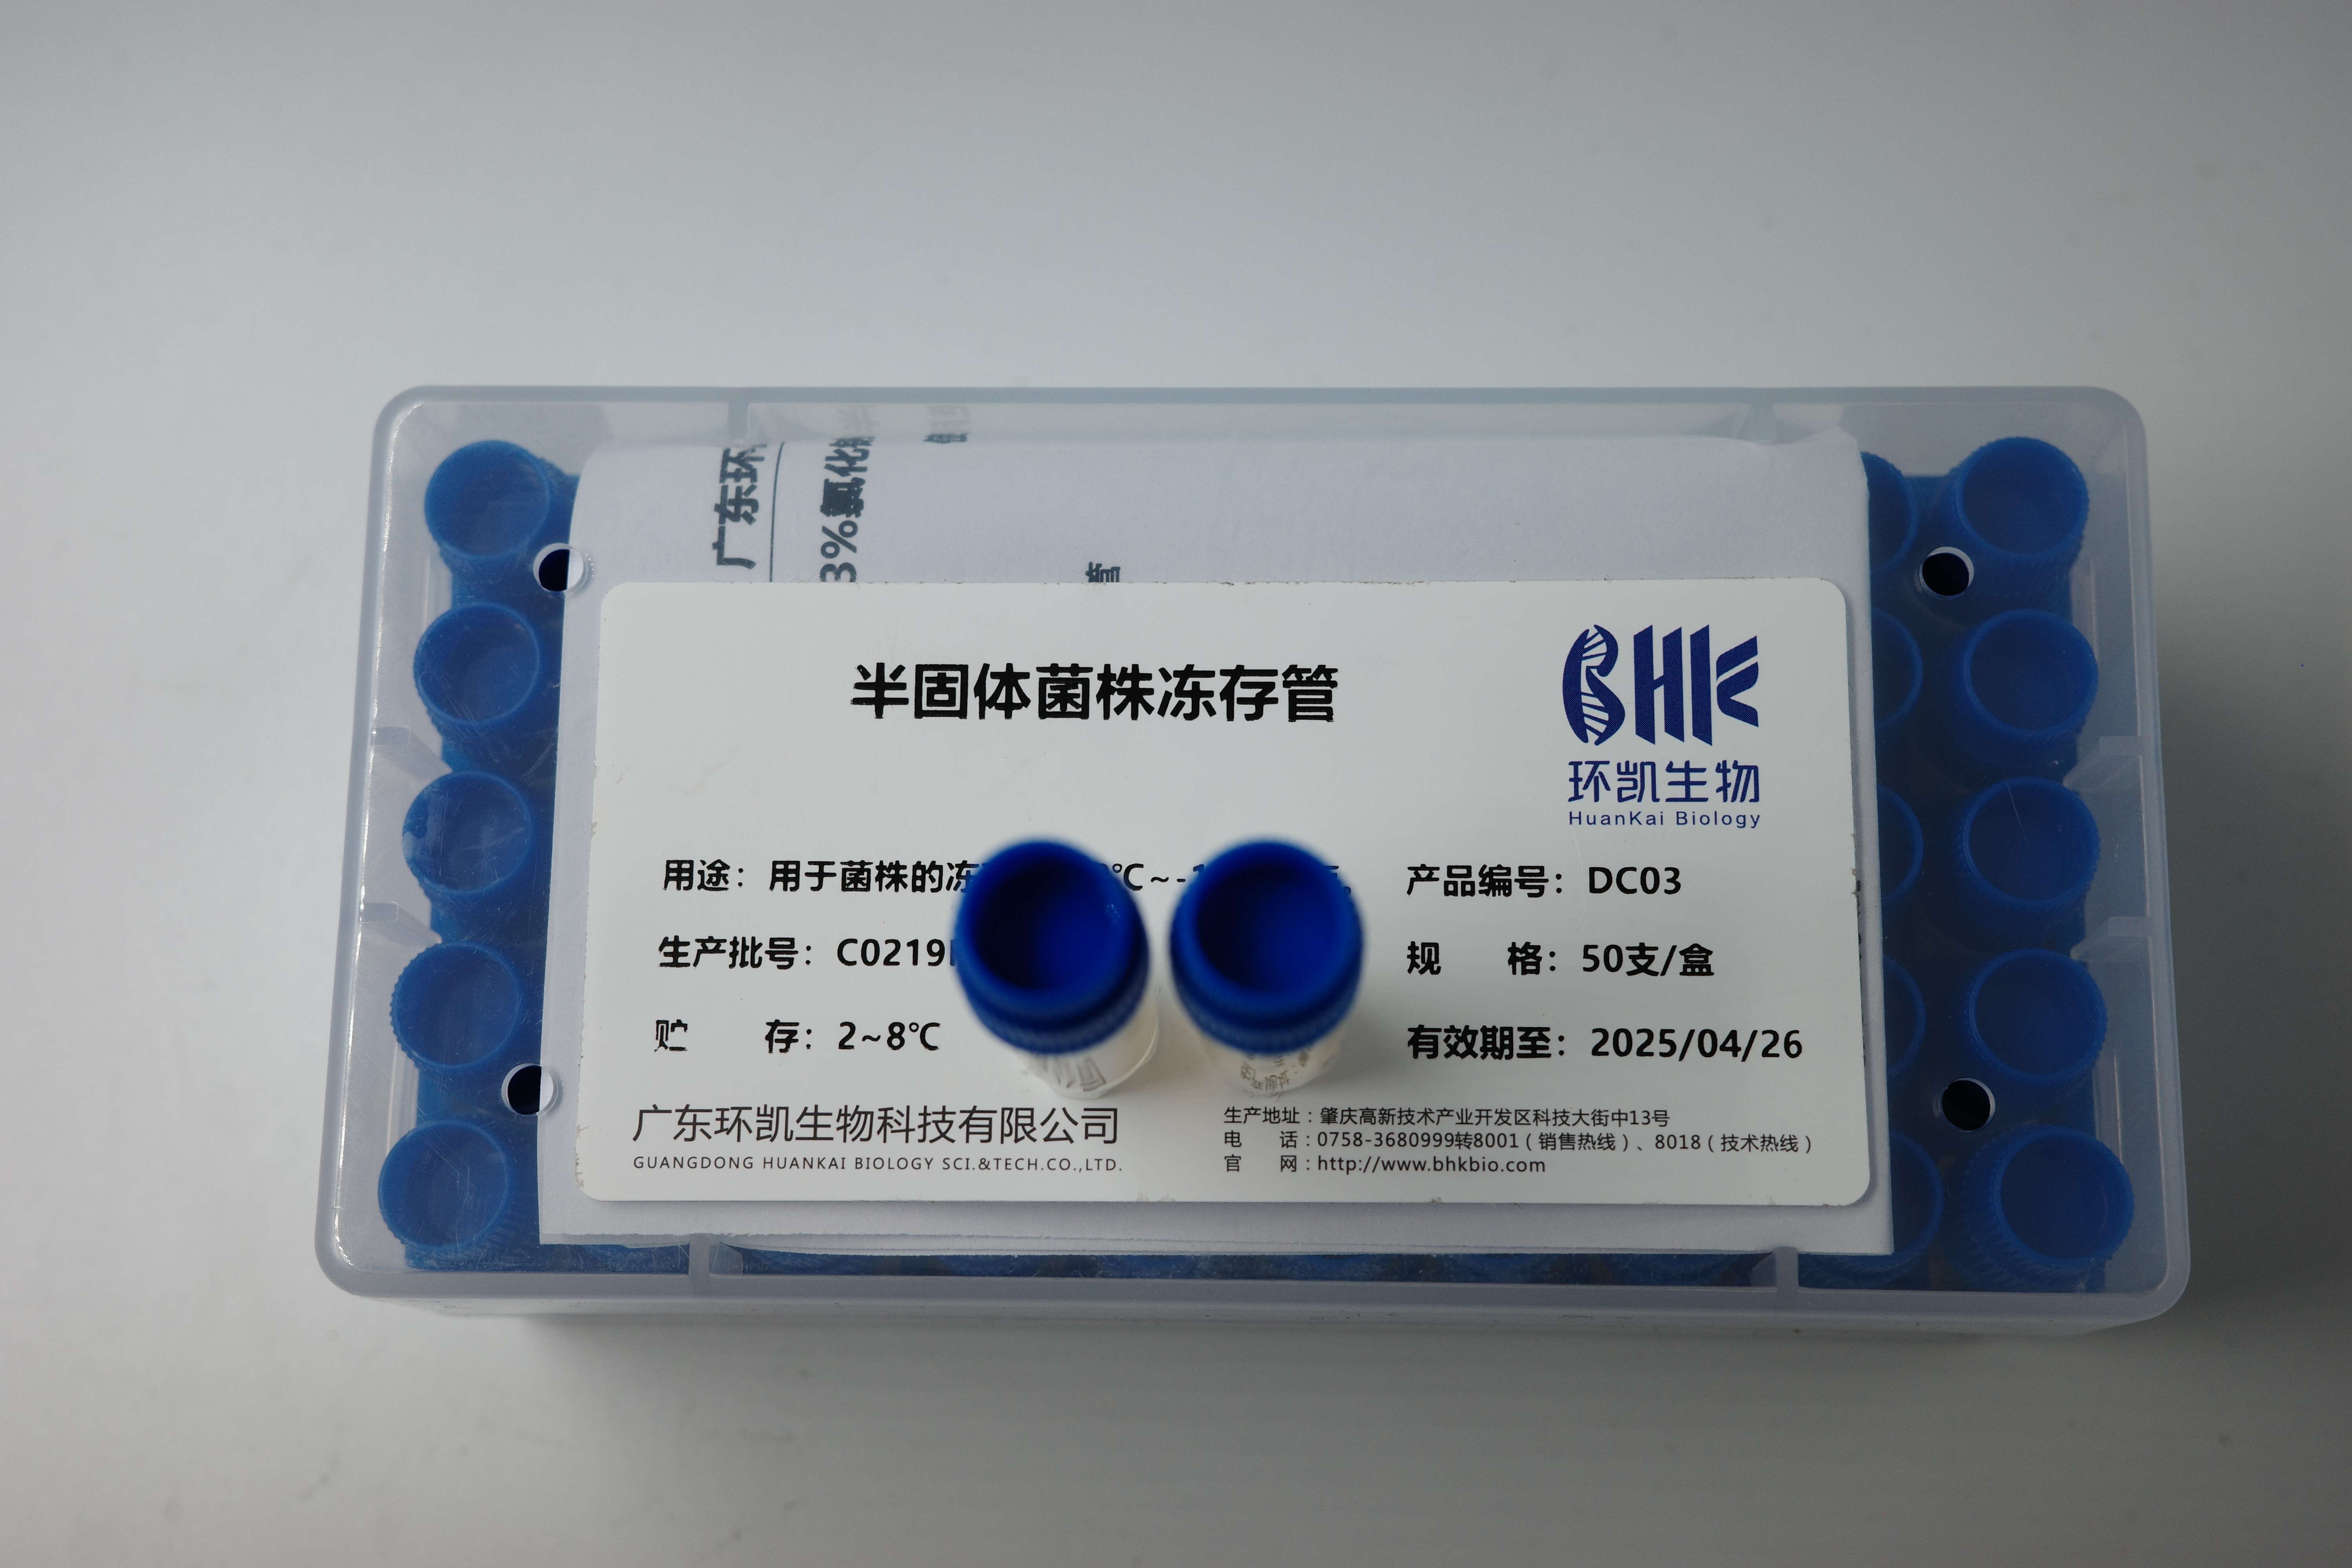 广东环
3%氯化
管
半固体菌株冻存管
BHK
环凯生物
HuanKai Biology
用途：用于菌株的冻 ℃~-1
产品编号：DC03
生产批号：C0219
规 格：50支/盒
贮 存：2~8℃
有效期至：2025/04/26
广东环凯生物科技有限公司
GUANGDONG HUANKAI BIOLOGY SCI.&TECH.CO.,LTD.
生产地址：肇庆高新技术产业开发区科技大街中13号
电 话：0758-3680999转8001（销售热线）、8018（技术热线）
官 网：http://www.bhkbio.com